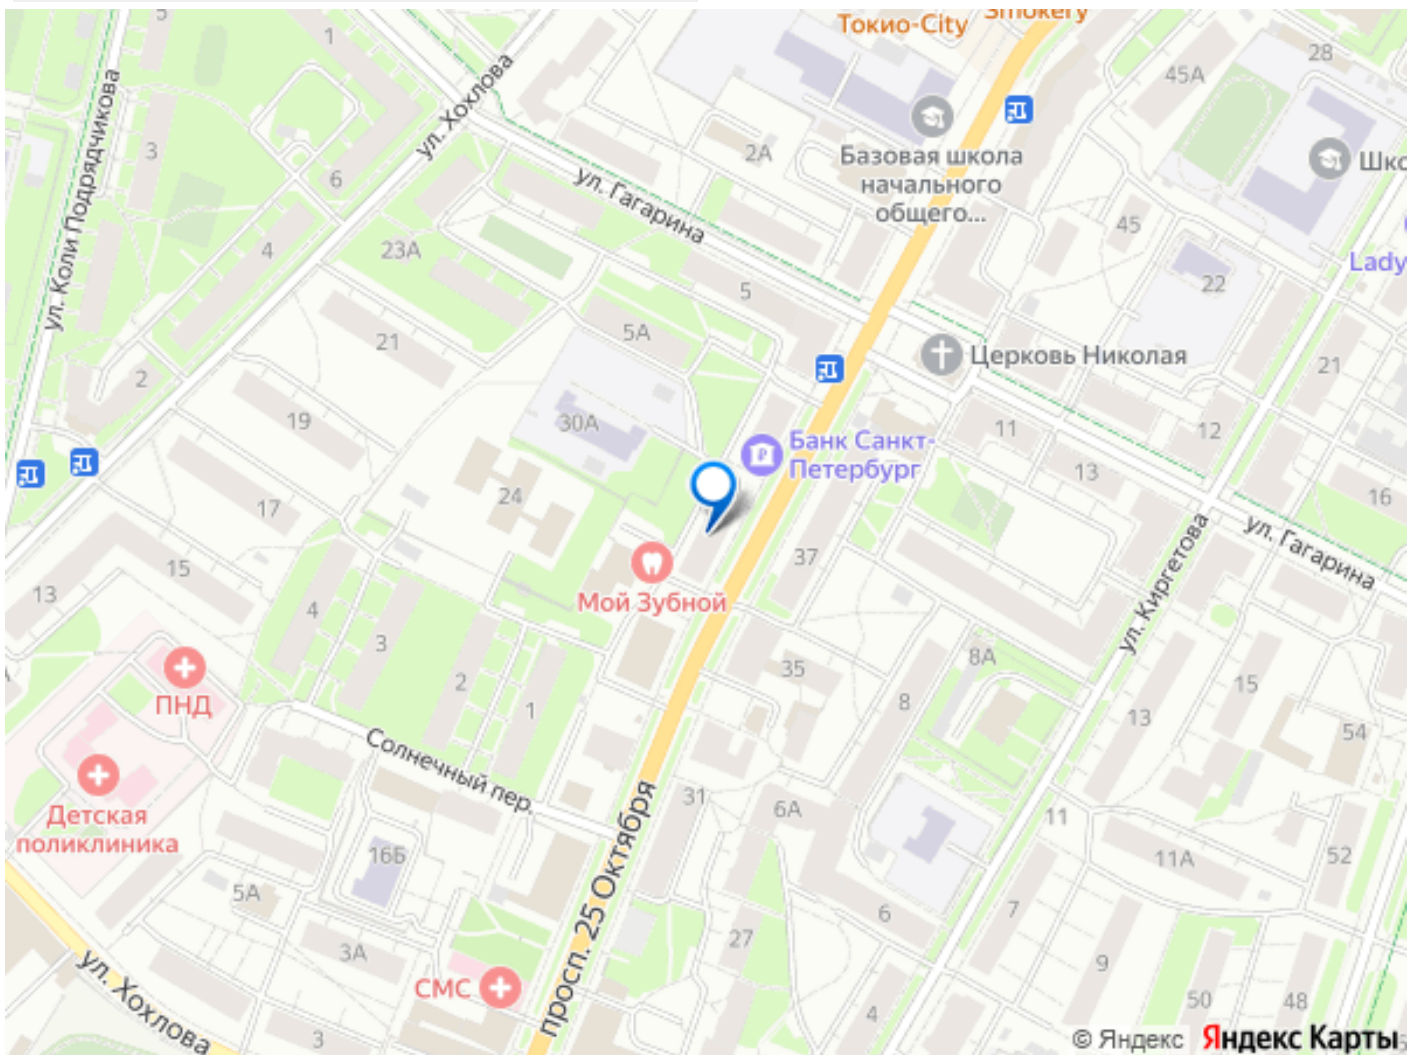 Токио-City
Smokery
5
1
28
45А
ул. Хохлова
ул. Коли Подрядчикова
3
2А
Базовая школа
начального
общего...
Шко
6
ул. Гагарина
4
23А
45
22
Lady
5
5А
21
Церковь Николая
21
2
19
30А
Банк Санкт-
Петербург
11
12
13
16
24
17
ул. Гагарина
37
15
13
4
Мой Зубной
ул. Киргетова
3
35
8А
2
15
ПНД
1
8
13
54
Солнечный пер.
31
6А
11
Детская
поликлиника
16Б
11А
52
5А
просп. 25 Октября
6
7
27
3А
9
ул. Хохлова
СМС
50
48
4
3
© Яндекс Яндекс Карты